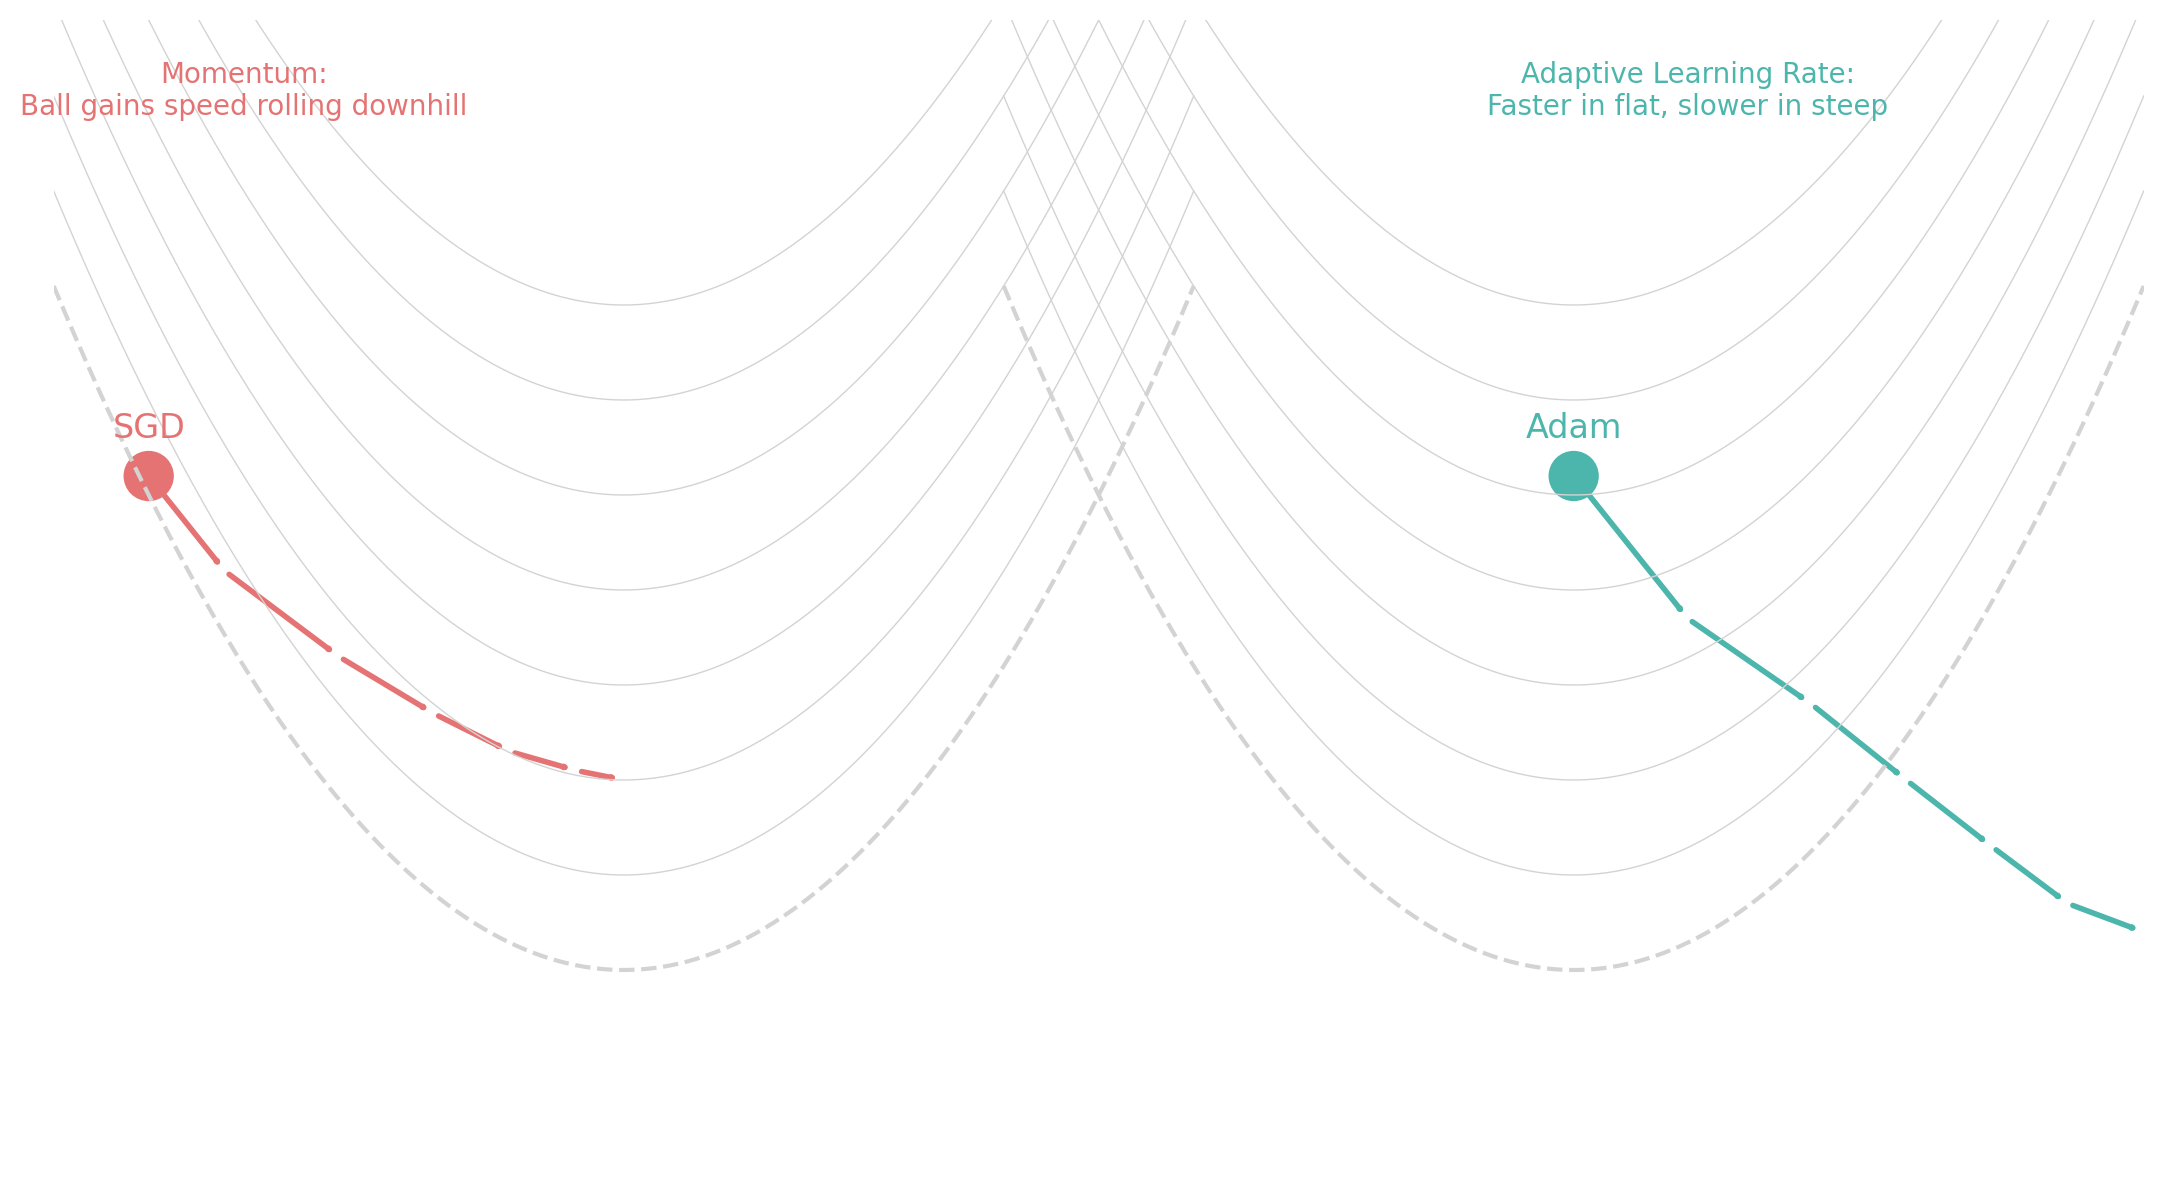 Momentum:
Ball gains speed rolling downhill
Adaptive Learning Rate:
Faster in flat, slower in steep
SGD
Adam